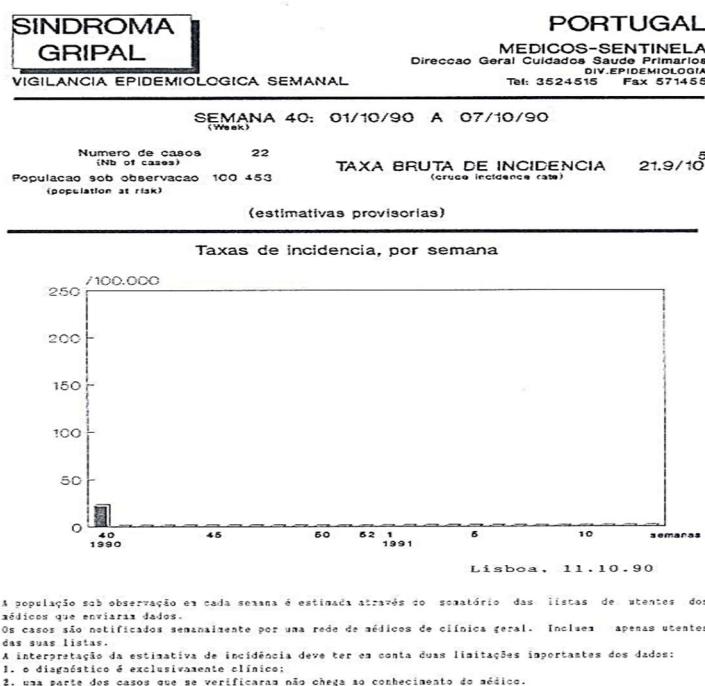 SINDROMA
GRIPAL
VIGILANCIA EPIDEMIOLOGICA SEMANAL
PORTUGAL
MEDICOS-SENTINELA
Direccao Geral Cuidados Saude Primarios
DIV.EPIDEMIOLOGIA
Tel: 3524515 Fax 571455
SEMANA 40: 01/10/90 A 07/10/90
(Week)
Numero de casos 22
(Nb of cases)
Populacao sob observacao 100 453
(population at risk)
TAXA BRUTA DE INCIDENCIA 21.9/10⁵
(cruce incidence rate)
(estimativas provisorias)
Taxas de incidencia, por semana
/100.000
250
200
150
100
50
0
40 45 50 52 1 5 10 semanas
1990 1991
Lisboa, 11.10.90
A população sob observação em cada semana é estimada através do somatório das listas de utentes dos
médicos que enviaram dados.
Os casos são notificados semanalmente por uma rede de médicos de clínica geral. Incluem apenas utentes
das suas listas.
A interpretação da estimativa de incidência deve ter em conta duas limitações importantes dos dados:
1. o diagnóstico é exclusivamente clínico;
2. uma parte dos casos que se verificaram não chega ao conhecimento do médico.